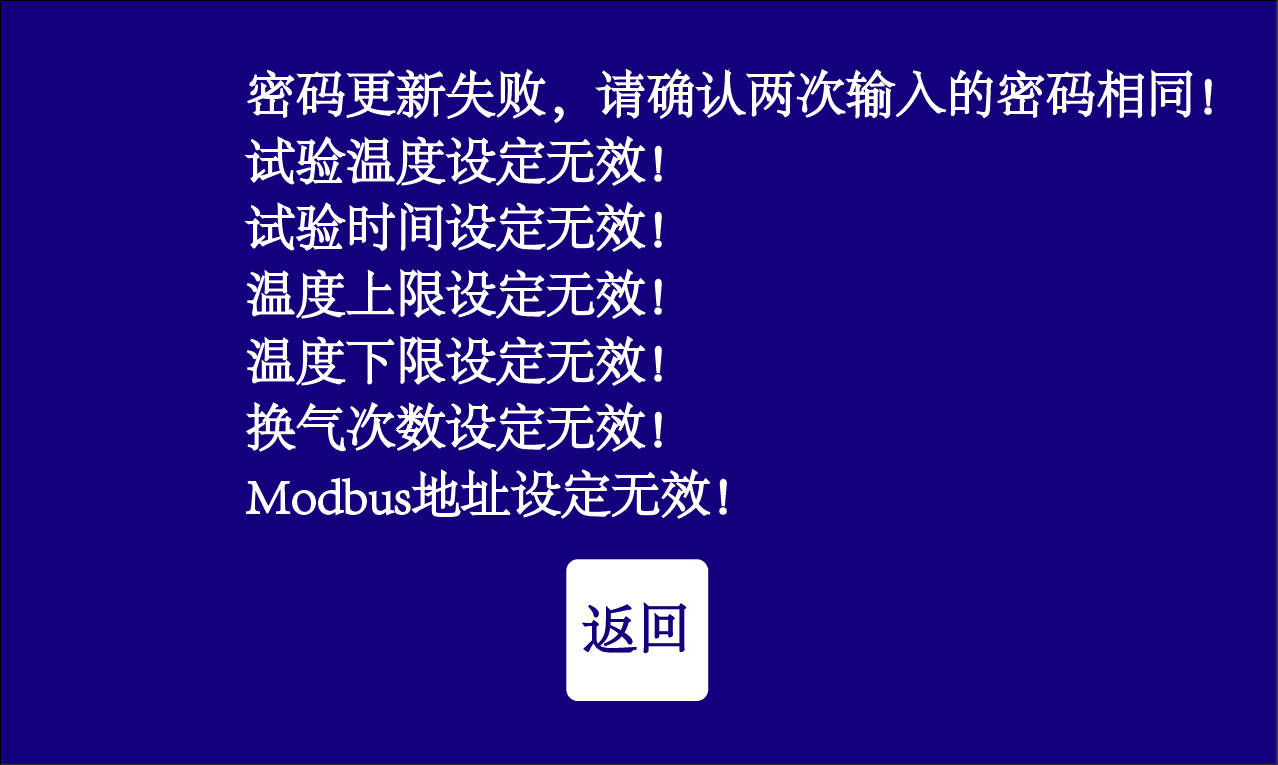 密码更新失败，请确认两次输入的密码相同！
试验温度设定无效！
试验时间设定无效！
温度上限设定无效！
温度下限设定无效！
换气次数设定无效！
Modbus地址设定无效！
返回